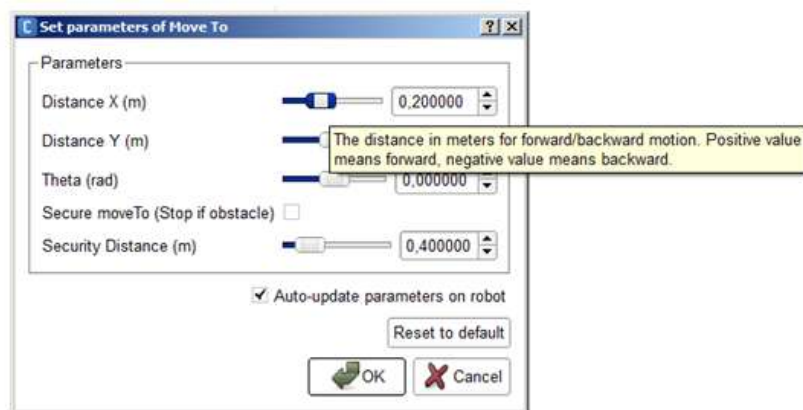 Set parameters of Move To
Parameters
Distance X (m) 0,200000
Distance Y (m)
The distance in meters for forward/backward motion. Positive value
means forward, negative value means backward.
Theta (rad) 0,000000
Secure moveTo (Stop if obstacle)
Security Distance (m) 0,400000
Auto-update parameters on robot
Reset to default
OK Cancel